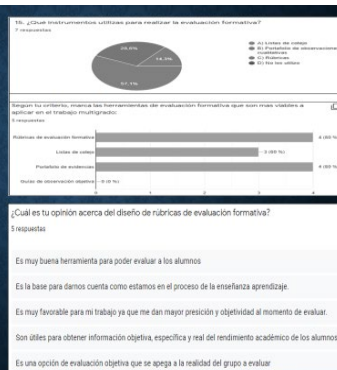 15. ¿Que instrumentos utilizas para realizar la evaluación formativa?
7 respuestas
A) Listas de cotejo
B) Portafolio de observaciones
cualitativas
C) Rúbricas
D) No los utilizo
28,6%
14,3%
57,1%
Según tu criterio, marca las herramientas de evaluación formativa que son mas viables a
aplicar en el trabajo multigrado:
5 respuestas
Rúbricas de evaluación formativa
4 (80 %
Listas de cotejo
3 (60 %)
Portafolio de evidencias
4 (80 %
Guías de observación objetiva
0 (0 %)
¿Cuál es tu opinión acerca del diseño de rúbricas de evaluación formativa?
5 respuestas
Es muy buena herramienta para poder evaluar a los alumnos
Es la base para darnos cuenta como estamos en el proceso de la enseñanza aprendizaje.
Es muy favorable para mi trabajo ya que me dan mayor presición y objetividad al momento de evaluar.
Son útiles para obtener información objetiva, específica y real del rendimiento académico de los alumnos
Es una opción de evaluación objetiva que se apega a la realidad del grupo a evaluar